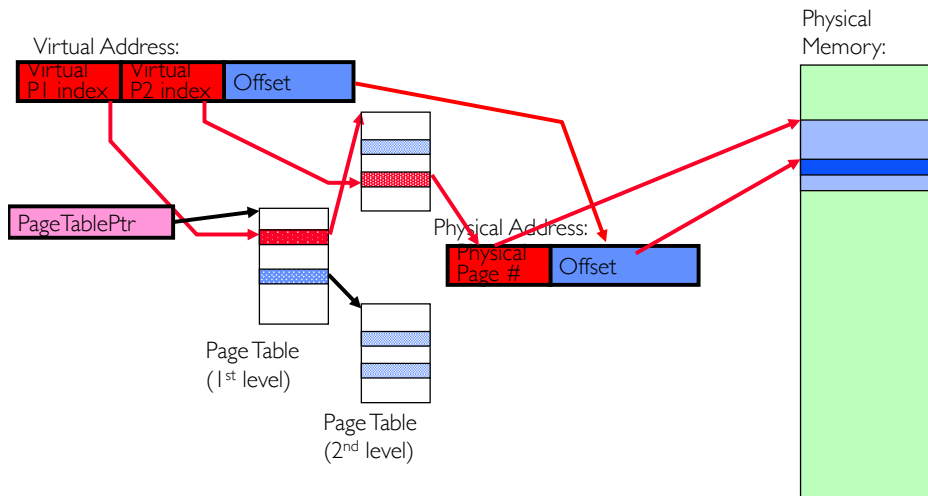 Physical
Memory:
Virtual Address:
Virtual
P1 index
Virtual
P2 index
Offset
PageTablePtr
Physical Address:
Physical
Page #
Offset
Page Table
(1st level)
Page Table
(2nd level)